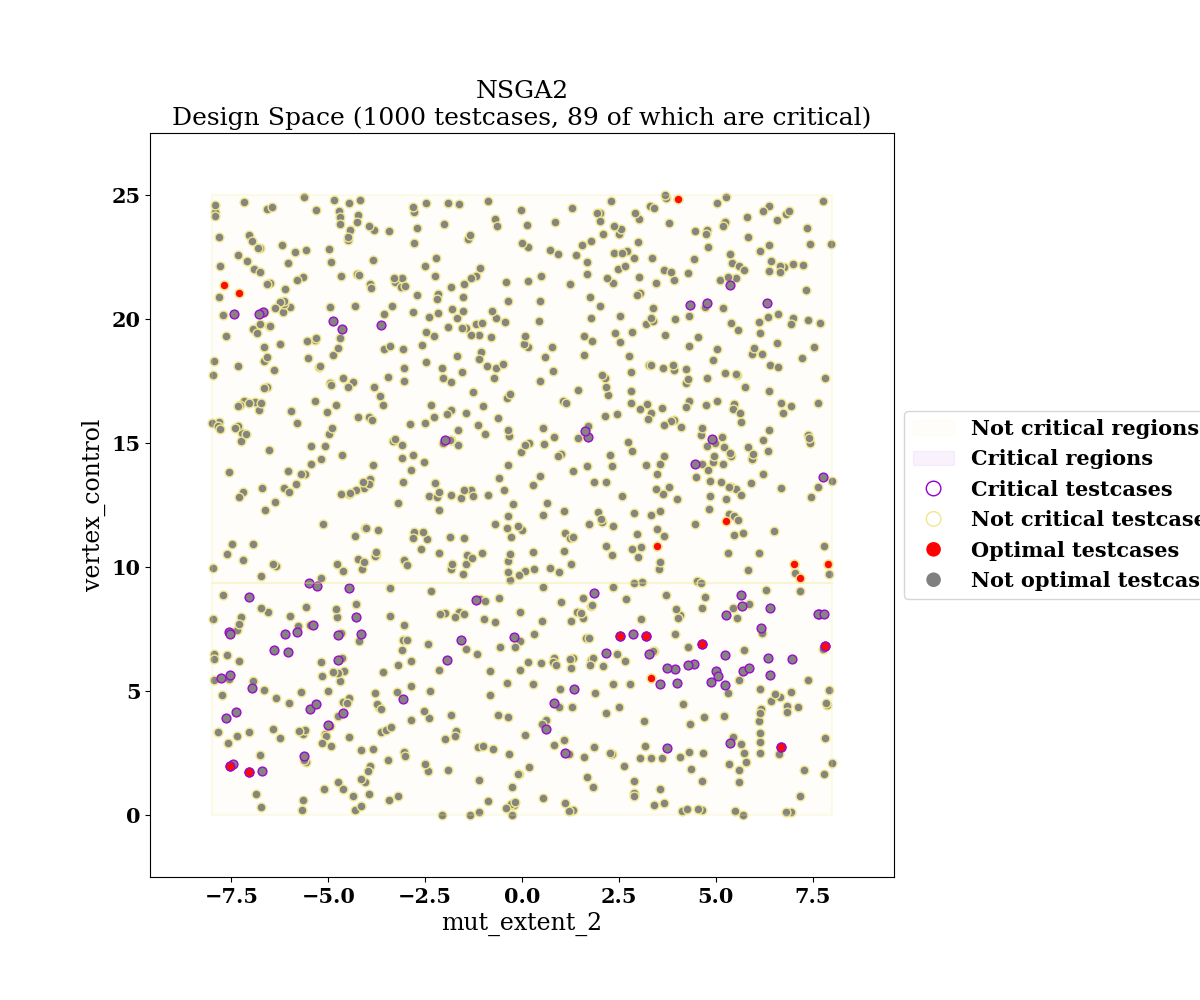 NSGA2
Design Space (1000 testcases, 89 of which are critical)
25
20
15
10
5
0
vertex_control
−7.5
−5.0
−2.5
0.0
2.5
5.0
7.5
mut_extent_2
Not critical regions
Critical regions
Critical testcases
Not critical testcase
Optimal testcases
Not optimal testcas